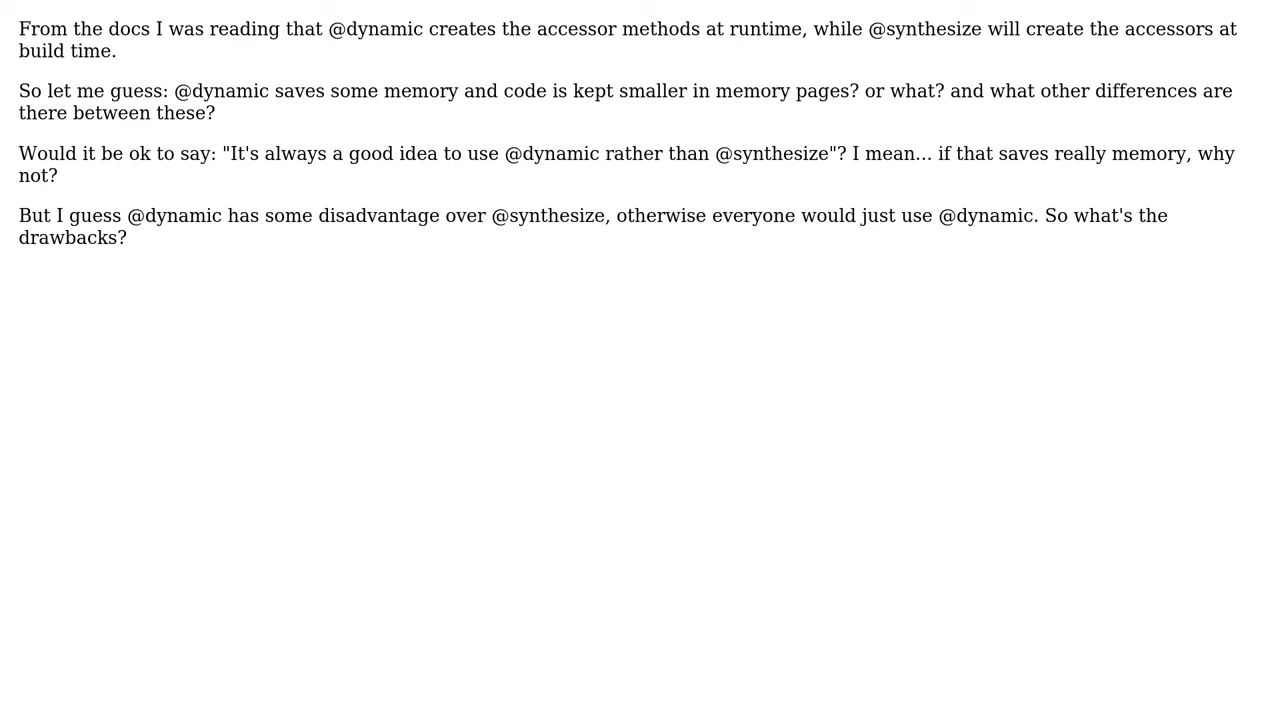 From the docs I was reading that @dynamic creates the accessor methods at runtime, while @synthesize will create the accessors at
build time.
So let me guess: @dynamic saves some memory and code is kept smaller in memory pages? or what? and what other differences are
there between these?
Would it be ok to say: "It's always a good idea to use @dynamic rather than @synthesize"? I mean... if that saves really memory, why
not?
But I guess @dynamic has some disadvantage over @synthesize, otherwise everyone would just use @dynamic. So what's the
drawbacks?